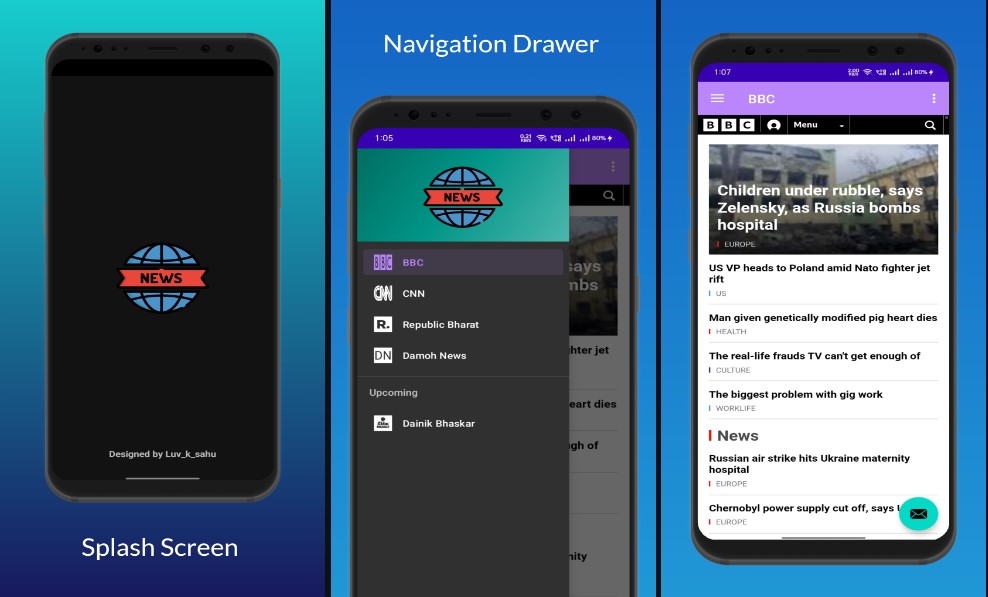 NEWS
Designed by Luv_k_sahu
Splash Screen
Navigation Drawer
1:05
80%
NEWS
BBC
CNN
R.
Republic Bharat
DN
Damoh News
Upcoming
Dainik Bhaskar
says
mbs
hter jet
eart dies
gh of
nity
1:07
80%
BBC
BBC
Menu
Children under rubble, says
Zelensky, as Russia bombs
hospital
EUROPE
US VP heads to Poland amid Nato fighter jet
rift
US
Man given genetically modified pig heart dies
HEALTH
The real-life frauds TV can't get enough of
CULTURE
The biggest problem with gig work
WORKLIFE
News
Russian air strike hits Ukraine maternity
hospital
EUROPE
Chernobyl power supply cut off, says
EUROPE